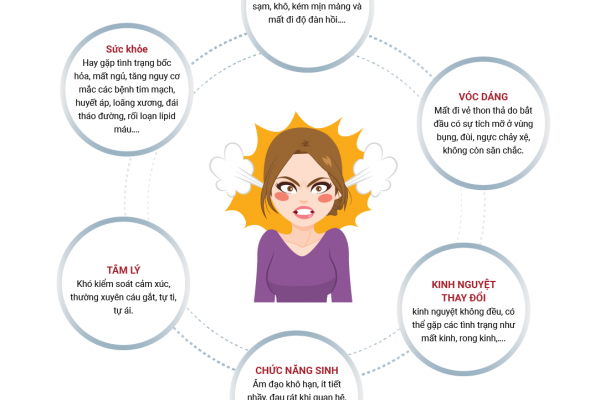 sạm, khô, kém mịn màng và
mất đi độ đàn hồi....
Sức khỏe
Hay gặp tình trạng bốc
hỏa, mất ngủ, tăng nguy cơ
mắc các bệnh tim mạch,
huyết áp, loãng xương, đái
tháo đường, rối loạn lipid
máu....
VÓC DÁNG
Mất đi vẻ thon thả do bắt
đầu có sự tích mỡ ở vùng
bụng, đùi, ngực chảy xệ,
không còn săn chắc.
TÂM LÝ
Khó kiểm soát cảm xúc,
thường xuyên cáu gắt, tự ti,
tự ái.
KINH NGUYỆT
THAY ĐỔI
kinh nguyệt không đều, có
thể gặp các tình trạng như
mất kinh, rong kinh,....
CHỨC NĂNG SINH
Âm đạo khô hạn, ít tiết
nhầy, đau rát khi quan hệ,